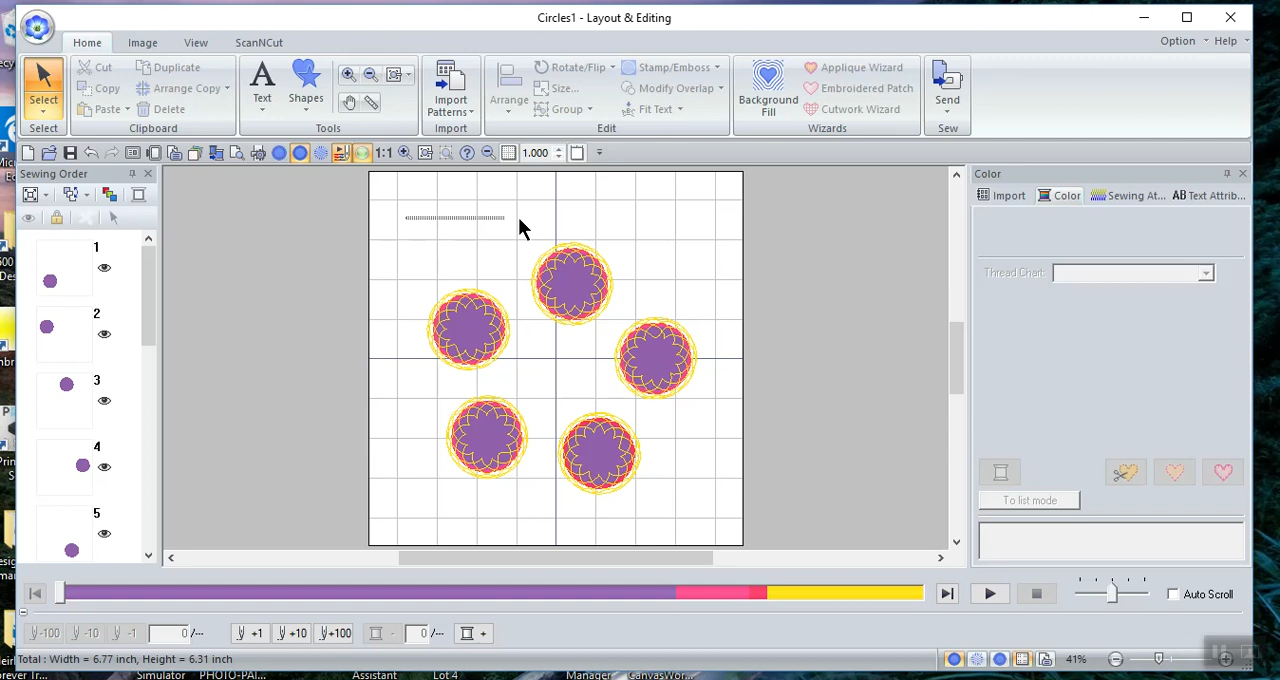 Circles1 - Layout & Editing
Home Image View ScanNCut
Option Help
Select
Select
Cut
Copy
Paste
Duplicate
Arrange Copy
Delete
Clipboard
Text
Shapes
Tools
Import
Patterns
Import
Arrange
Rotate/Flip
Size...
Group
Stamp/Emboss
Modify Overlap
Fit Text
Edit
Background
Fill
Applique Wizard
Embroidered Patch
Cutwork Wizard
Wizards
Send
Sew
1:1
1.000
Sewing Order
1
2
3
4
5
Color
Import Color Sewing At... AB Text Attrib...
Thread Chart:
To list mode
Auto Scroll
-100 -10 -1 0 /--- +1 +10 +100 - 0 /--- +
Total : Width = 6.77 inch, Height = 6.31 inch
41%
Simulator PHOTO-PAI... Assistant Lot 4 Manager CanvasWor...